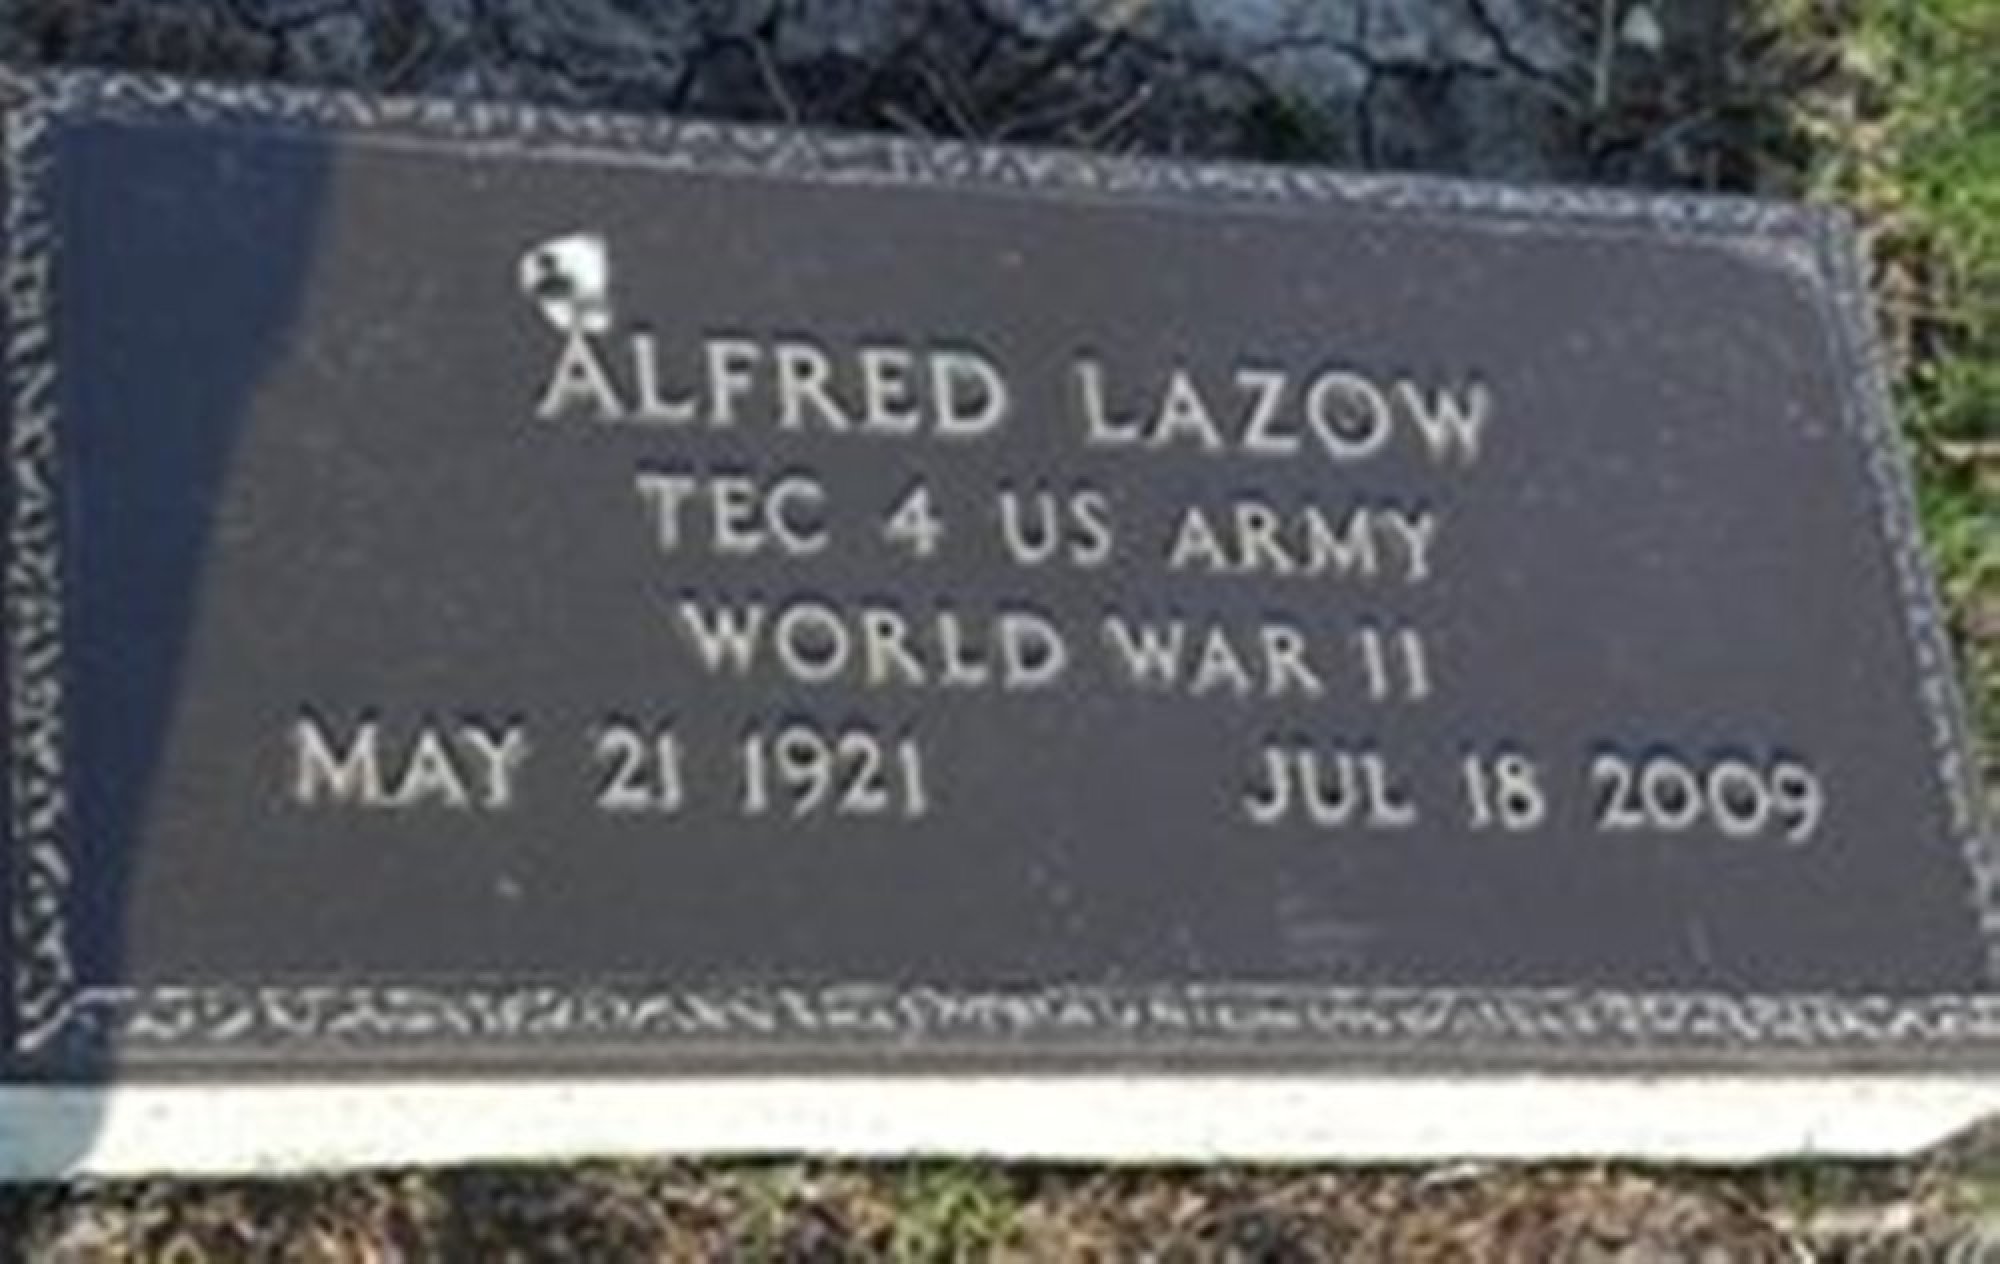 ALFRED LAZOW
TEC 4 US ARMY
WORLD WAR II
MAY 21 1921 JUL 18 2009